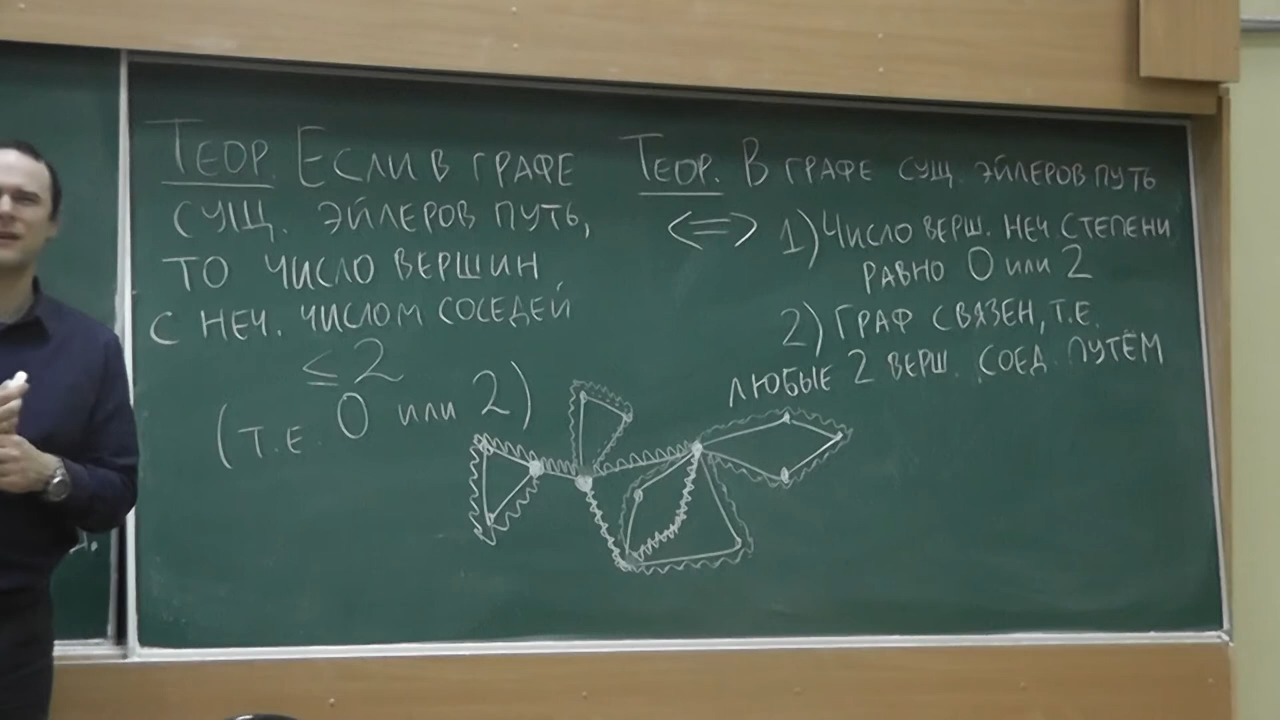 ТЕОР. ЕСЛИ В ГРАФЕ
СУЩ. ЭЙЛЕРОВ ПУТЬ,
ТО ЧИСЛО ВЕРШИН
С НЕЧ. ЧИСЛОМ СОСЕДЕЙ
≤ 2
(Т.Е. 0 ИЛИ 2)
ТЕОР. В ГРАФЕ СУЩ. ЭЙЛЕРОВ ПУТЬ
<=> 1) ЧИСЛО ВЕРШ. НЕЧ СТЕПЕНИ
РАВНО 0 ИЛИ 2
2) ГРАФ СВЯЗЕН, Т.Е.
ЛЮБЫЕ 2 ВЕРШ. СОЕД. ПУТЁМ